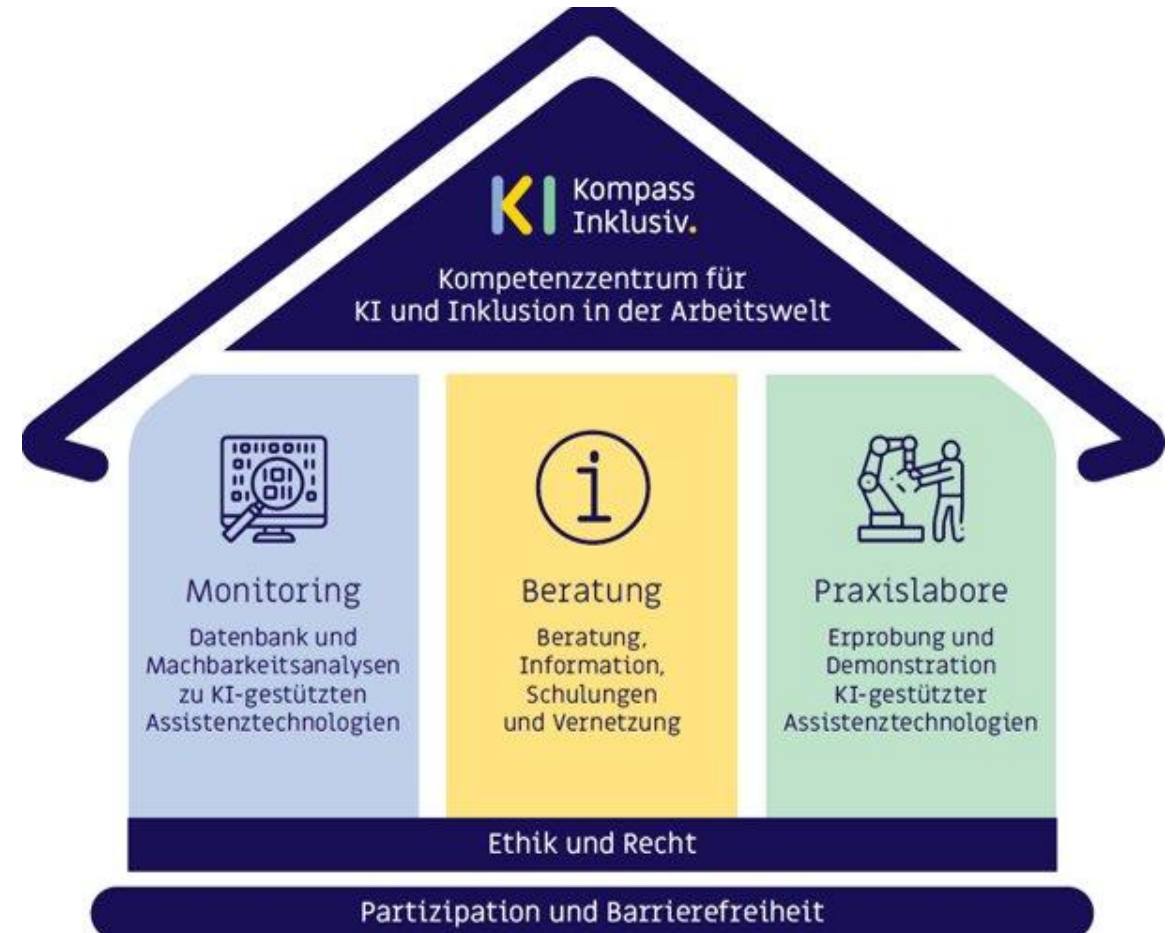 KI Kompass
Inklusiv.
Kompetenzzentrum für
KI und Inklusion in der Arbeitswelt
Monitoring
Datenbank und
Machbarkeitsanalysen
zu KI-gestützten
Assistenztechnologien
Beratung
Beratung,
Information,
Schulungen
und Vernetzung
Praxislabore
Erprobung und
Demonstration
KI-gestützter
Assistenztechnologien
Ethik und Recht
Partizipation und Barrierefreiheit